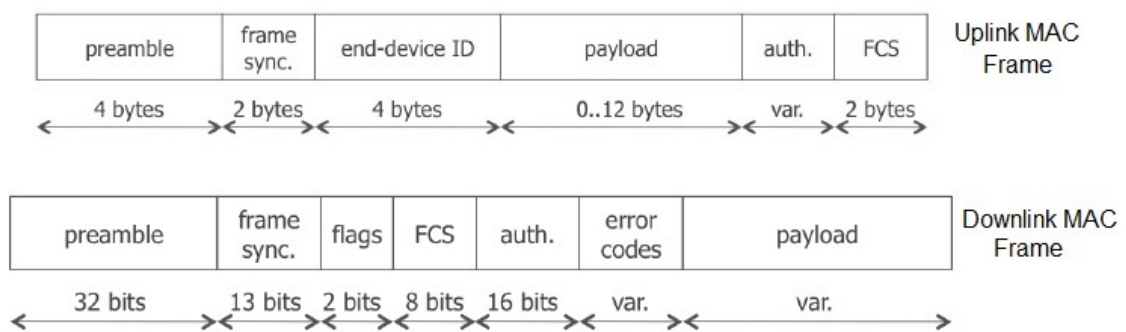 preamble
frame
sync.
end-device ID
payload
auth.
FCS
Uplink MAC
Frame
4 bytes
2 bytes
4 bytes
0..12 bytes
var.
2 bytes
preamble
frame
sync.
flags
FCS
auth.
error
codes
payload
Downlink MAC
Frame
32 bits
13 bits
2 bits
8 bits
16 bits
var.
var.